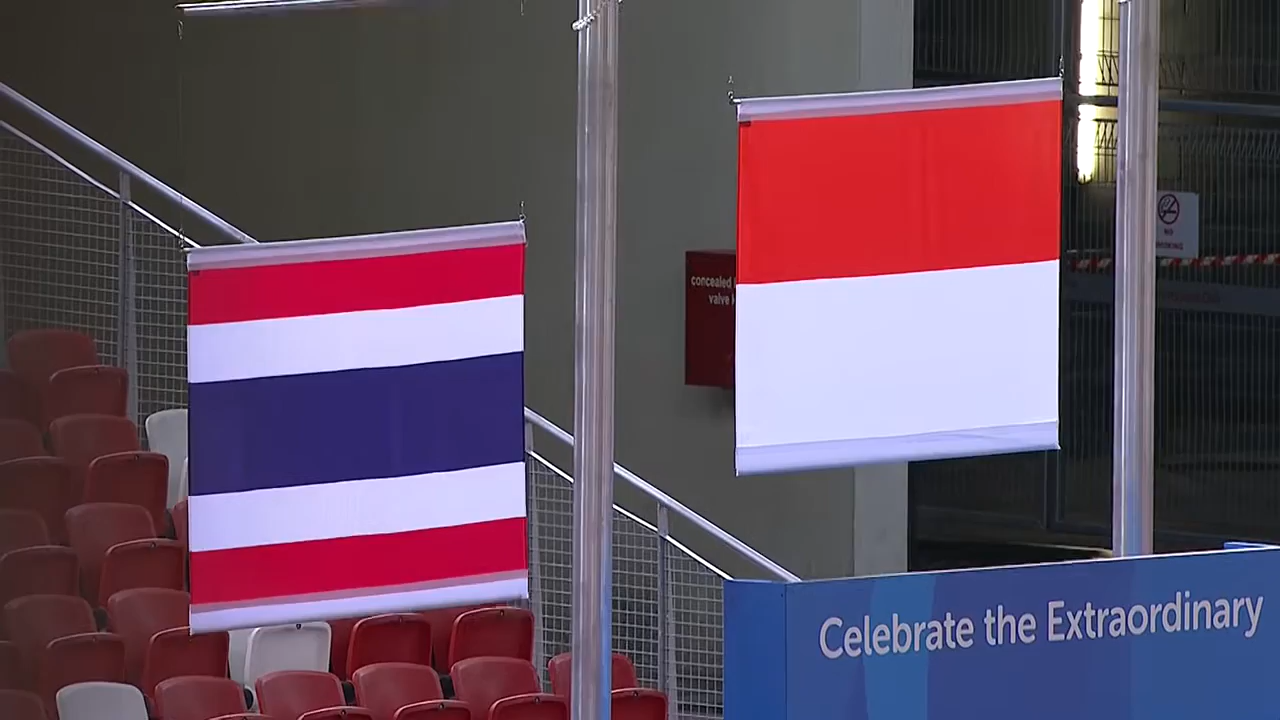 concealed
valve
NO
SMOKING
Celebrate the Extraordinary